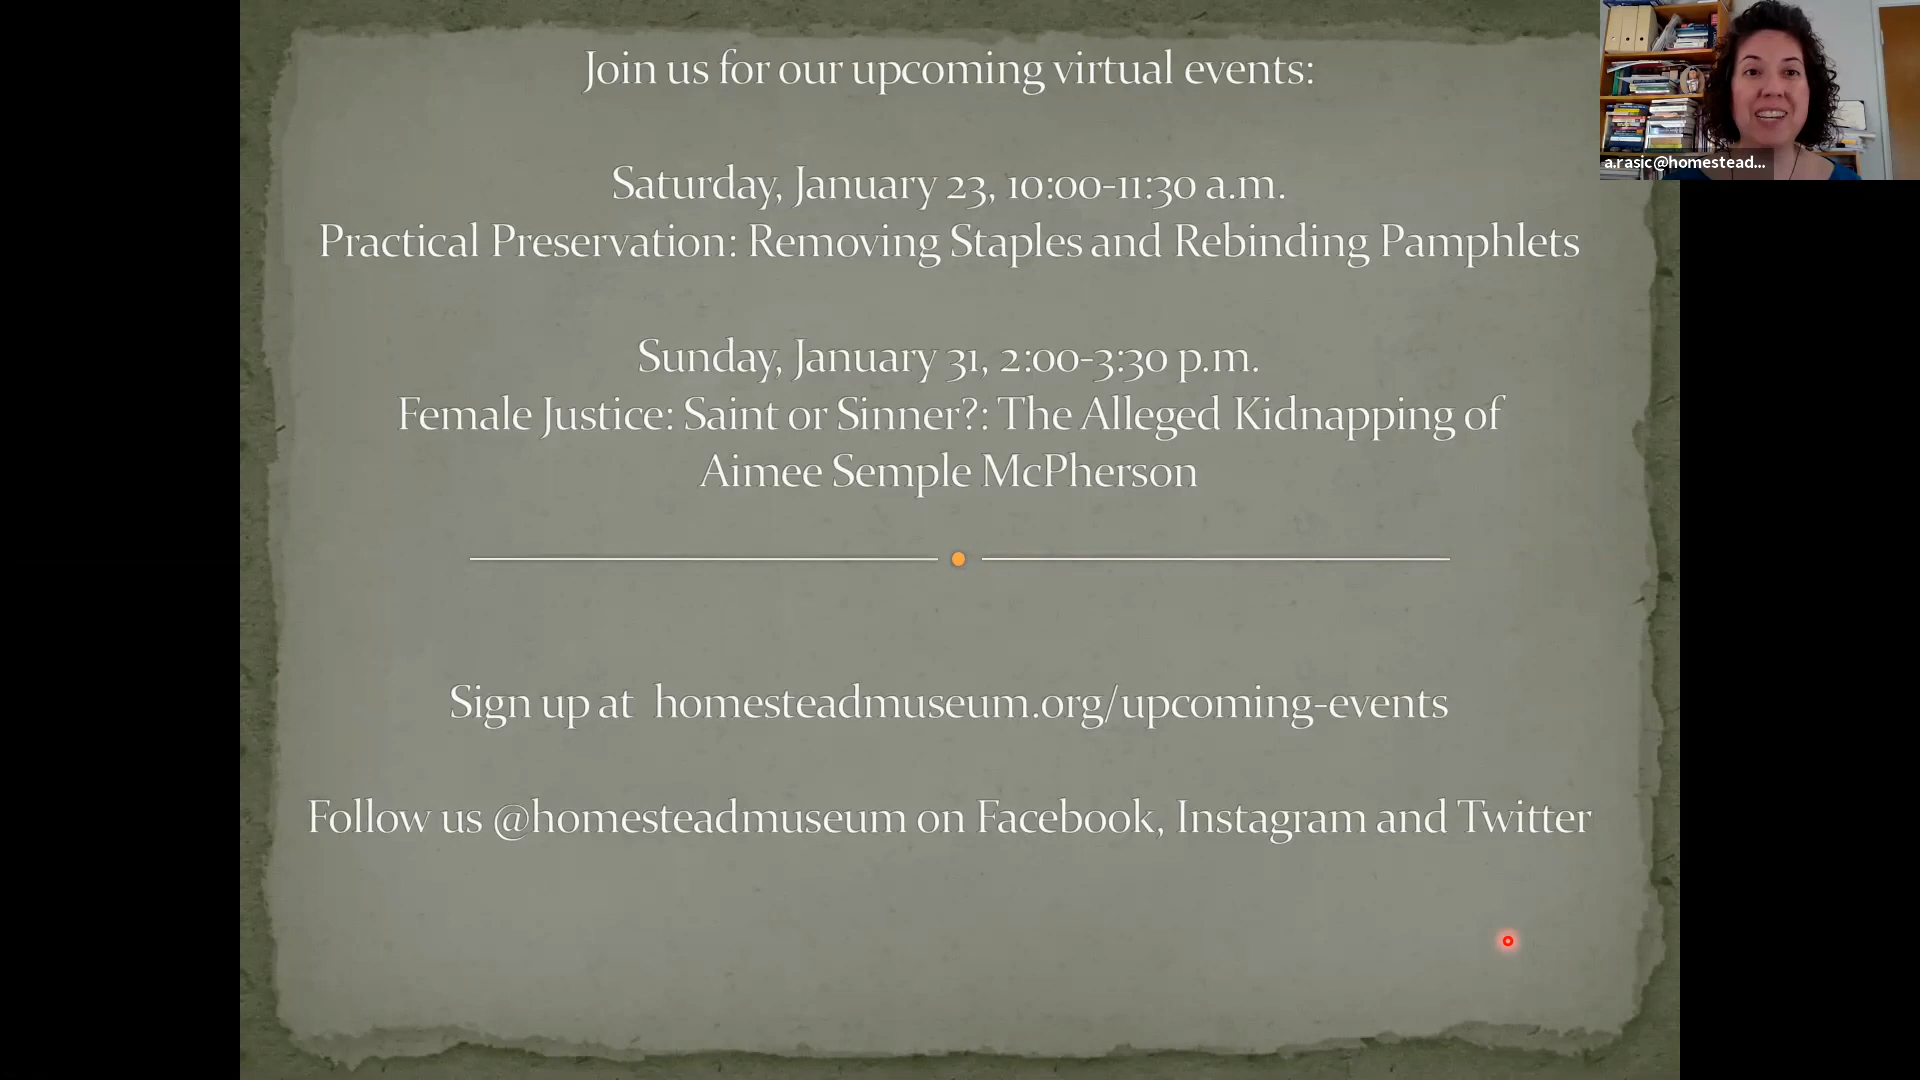 Join us for our upcoming virtual events:
Saturday, January 23, 10:00-11:30 a.m.
Practical Preservation: Removing Staples and Rebinding Pamphlets
Sunday, January 31, 2:00-3:30 p.m.
Female Justice: Saint or Sinner?: The Alleged Kidnapping of
Aimee Semple McPherson
Sign up at homesteadmuseum.org/upcoming-events
Follow us @homesteadmuseum on Facebook, Instagram and Twitter
a.rasic@homestead...